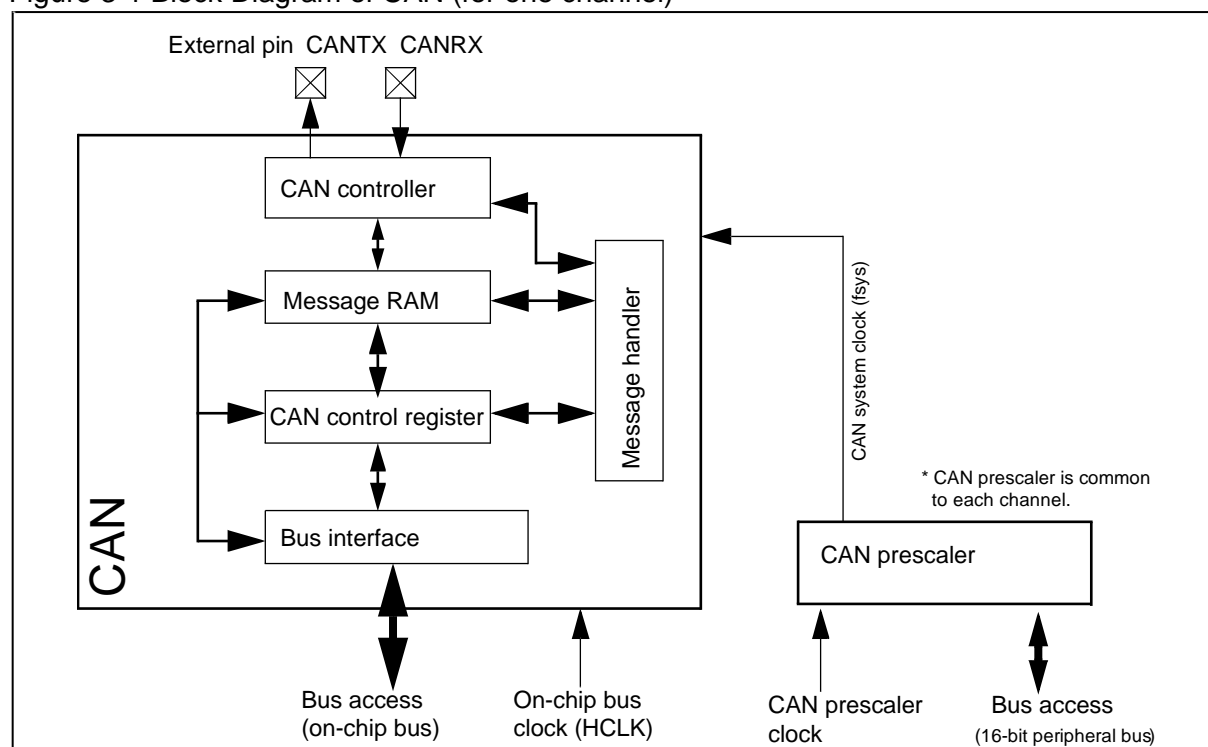 External pin CANTX CANRX
CAN controller
Message RAM
CAN control register
Bus interface
Message handler
CAN
CAN system clock (fsys)
* CAN prescaler is common
to each channel.
CAN prescaler
Bus access
(on-chip bus)
On-chip bus
clock (HCLK)
CAN prescaler
clock
Bus access
(16-bit peripheral bus)